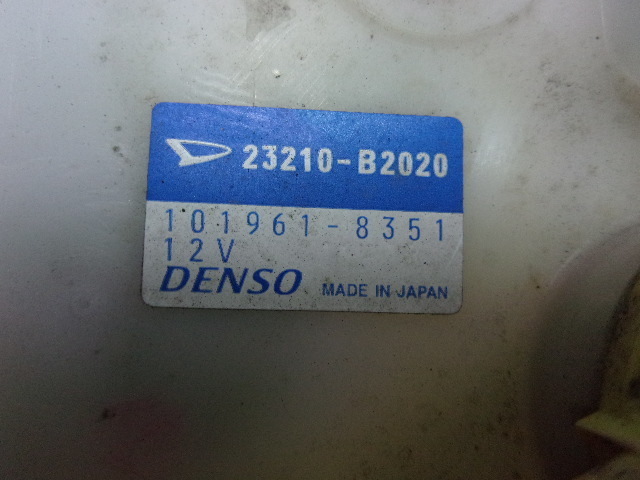 23210-B2020
101961-8351
12V
DENSO MADE IN JAPAN